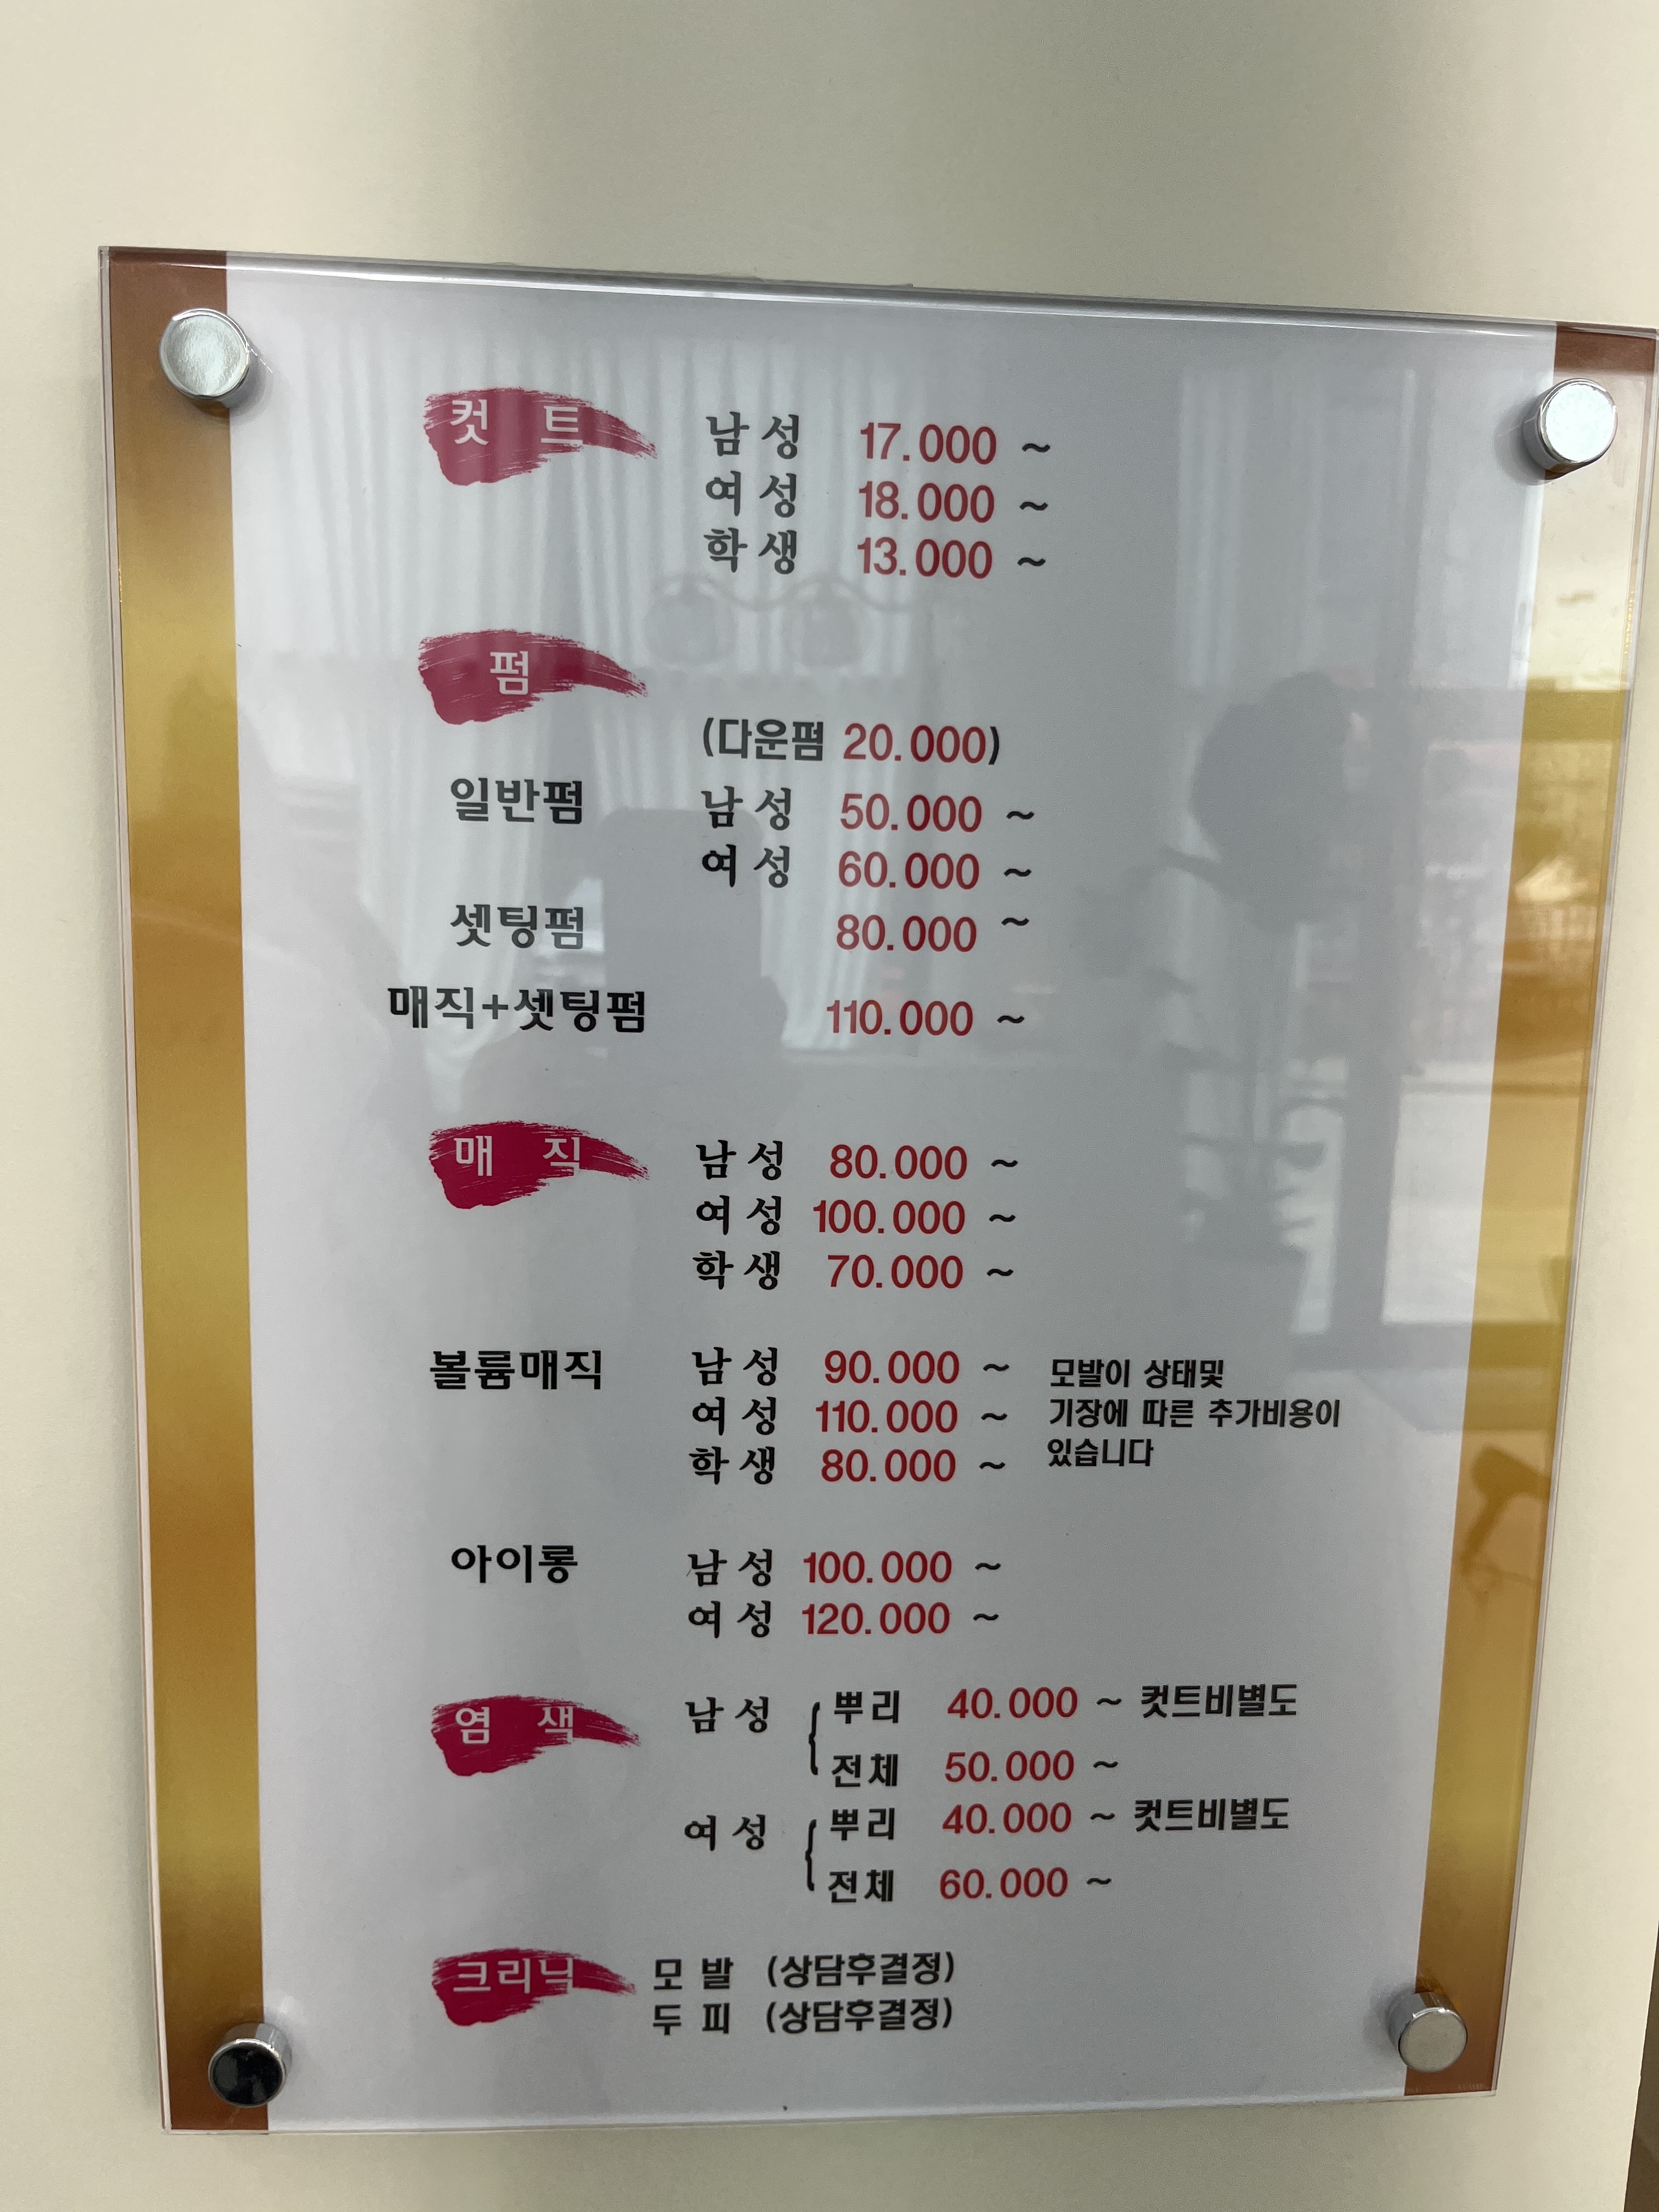 컷 트 남 성 17.000 ~
여 성 18.000 ~
학 생 13.000 ~
펌
(다운펌 20.000)
일반펌 남 성 50.000 ~
여 성 60.000 ~
셋팅펌 80.000 ~
매직+셋팅펌 110.000 ~
매 직 남 성 80.000 ~
여 성 100.000 ~
학 생 70.000 ~
볼륨매직 남 성 90.000 ~ 모발이 상태및
여 성 110.000 ~ 기장에 따른 추가비용이
학 생 80.000 ~ 있습니다
아이롱 남 성 100.000 ~
여 성 120.000 ~
염 색 남 성 { 뿌리 40.000 ~ 컷트비별도
전체 50.000 ~
여 성 { 뿌리 40.000 ~ 컷트비별도
전체 60.000 ~
크리닉 모 발 (상담후결정)
두 피 (상담후결정)